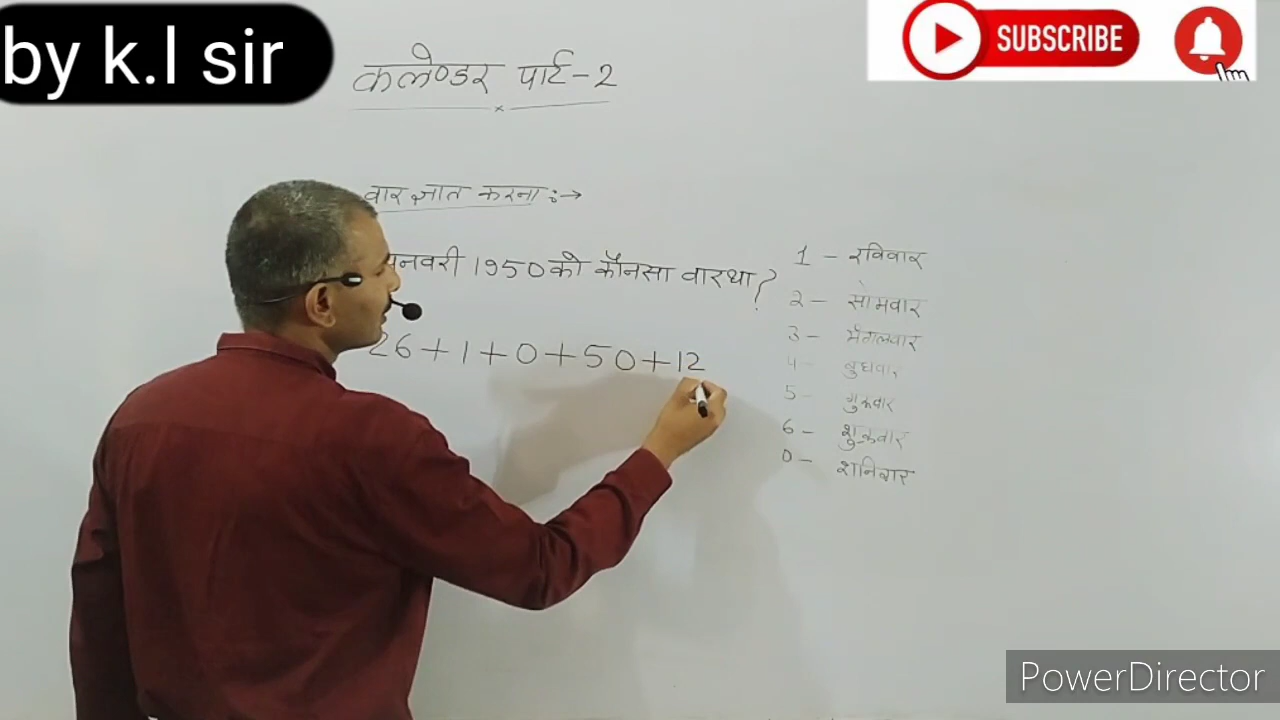 by k.l sir
SUBSCRIBE
कलेण्डर पार्ट-2
वार ज्ञात करना :→
नवरी 1950 को कौनसा वार था ?
26+1+0+50+12
1 - रविवार
2- सोमवार
3- मंगलवार
4- बुधवार
5- गुरूवार
6- शुक्रवार
0- शनिवार
PowerDirector